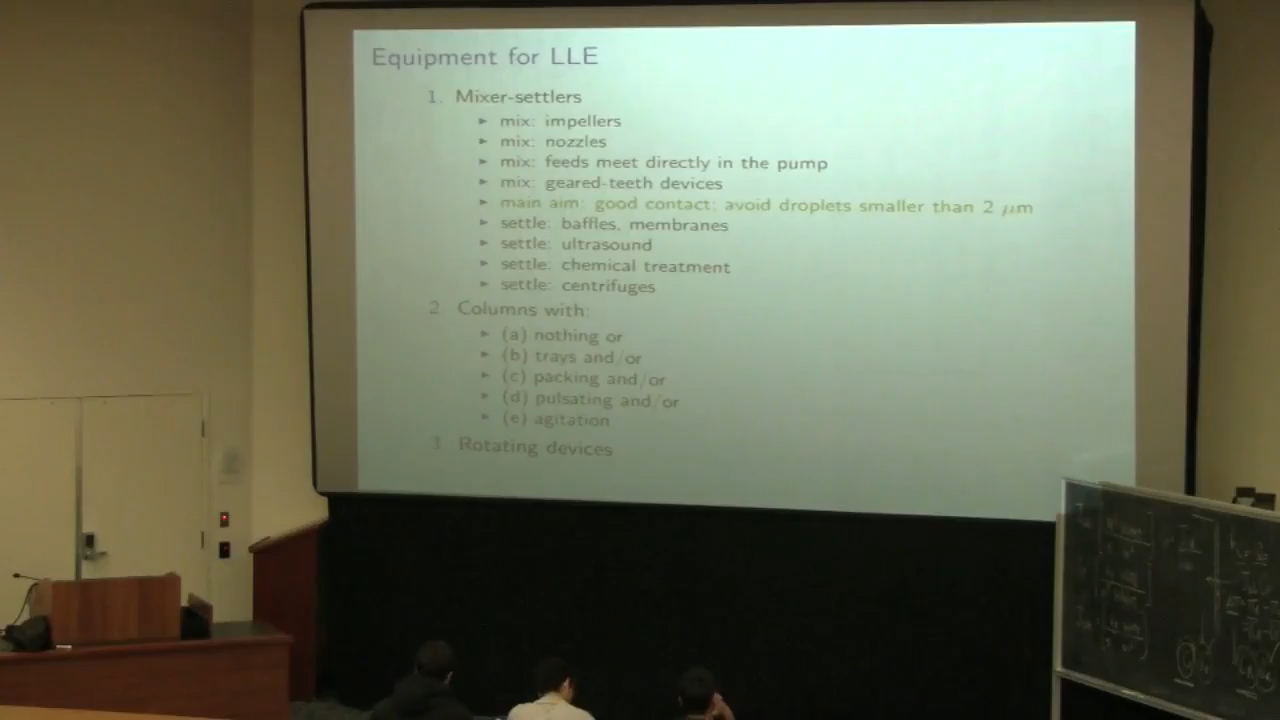 Equipment for LLE
1. Mixer-settlers
▶ mix: impellers
▶ mix: nozzles
▶ mix: feeds meet directly in the pump
▶ mix: geared-teeth devices
▶ main aim: good contact; avoid droplets smaller than 2 μm
▶ settle: baffles, membranes
▶ settle: ultrasound
▶ settle: chemical treatment
▶ settle: centrifuges
2. Columns with:
▶ (a) nothing or
▶ (b) trays and/or
▶ (c) packing and/or
▶ (d) pulsating and/or
▶ (e) agitation
3. Rotating devices